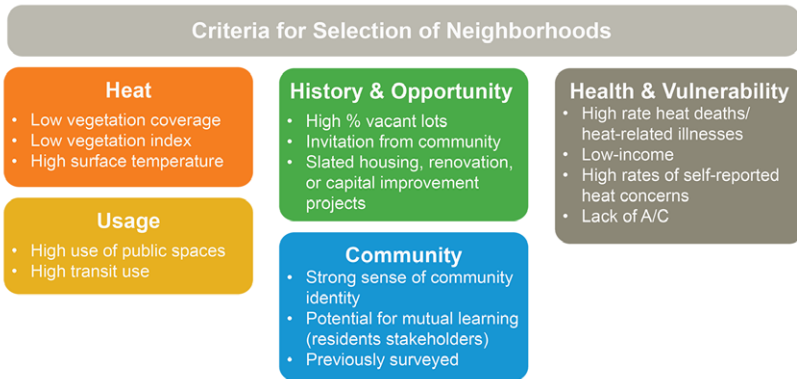 Criteria for Selection of Neighborhoods
Heat
• Low vegetation coverage
• Low vegetation index
• High surface temperature
Usage
• High use of public spaces
• High transit use
History & Opportunity
• High % vacant lots
• Invitation from community
• Slated housing, renovation,
or capital improvement
projects
Community
• Strong sense of community
identity
• Potential for mutual learning
(residents stakeholders)
• Previously surveyed
Health & Vulnerability
• High rate heat deaths/
heat-related illnesses
• Low-income
• High rates of self-reported
heat concerns
• Lack of A/C